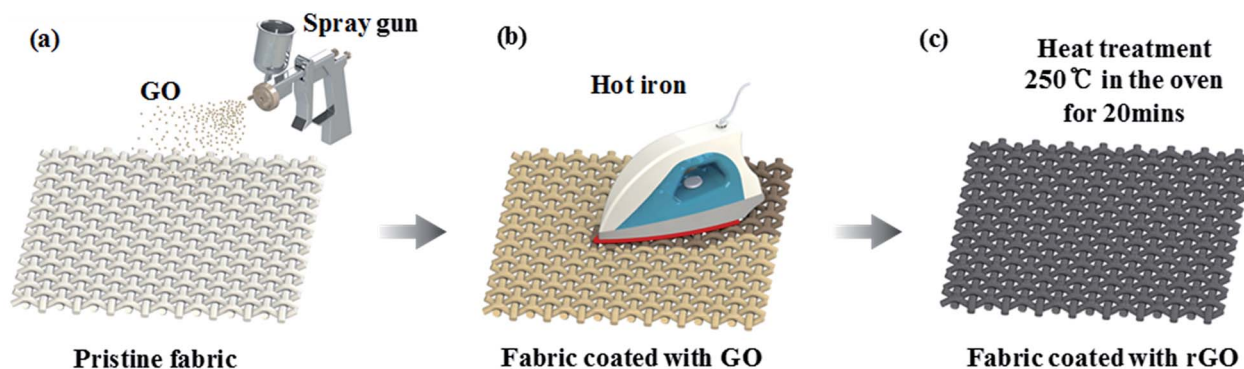 (a)
Spray gun
GO
Pristine fabric
(b)
Hot iron
Fabric coated with GO
(c)
Heat treatment
250℃ in the oven
for 20mins
Fabric coated with rGO